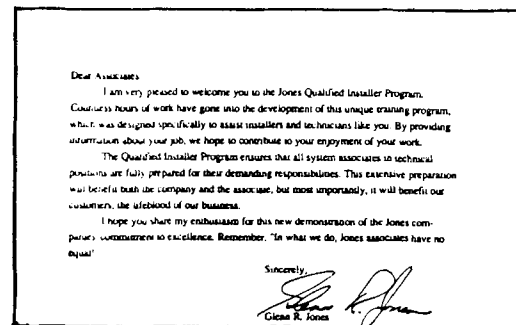 Dear Associates
I am very pleased to welcome you to the Jones Qualified Installer Program.
Countless hours of work have gone into the development of this unique training program,
which was designed specifically to assist installers and technicians like you. By providing
information about your job, we hope to contribute to your enjoyment of your work.
The Qualified Installer Program ensures that all system associates in technical
positions are fully prepared for their demanding responsibilities. This extensive preparation
will benefit both the company and the associate, but most importantly, it will benefit our
customers, the lifeblood of our business.
I hope you share my enthusiasm for this new demonstration of the Jones com-
panies commitment to excellence. Remember, "In what we do, Jones associates have no
equal"
Sincerely,
Glenn R. Jones
Glenn R. Jones